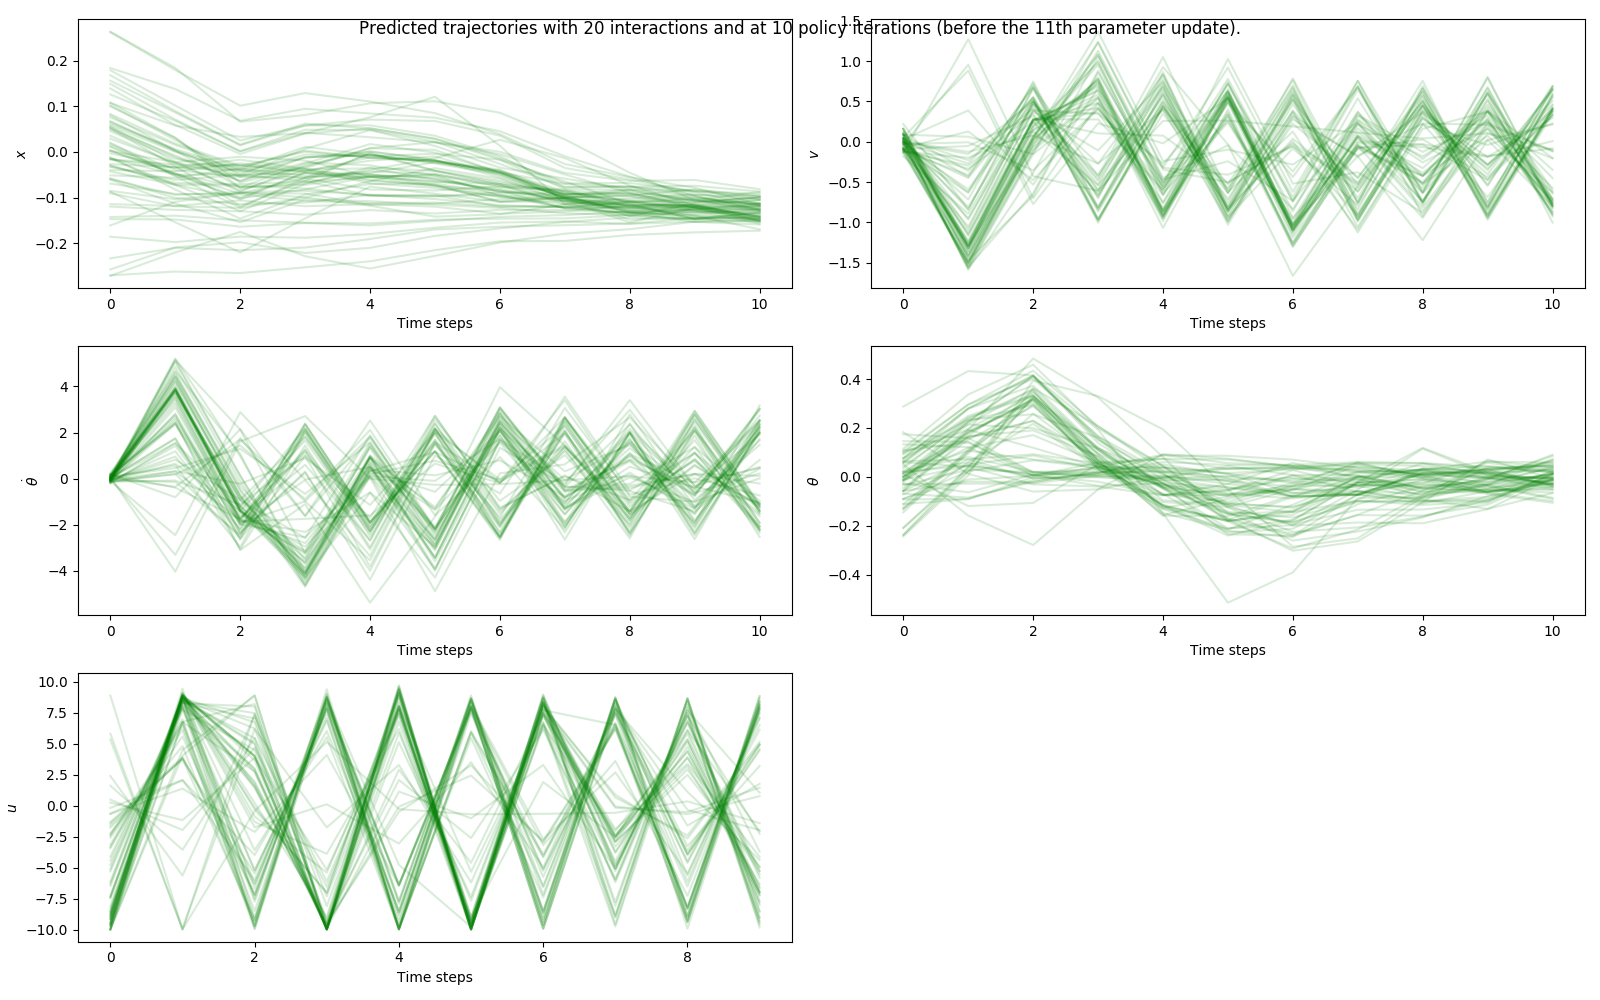 Predicted trajectories with 20 interactions and at 10 policy iterations (before the 11th parameter update).
0.2
0.1
0.0
−0.1
−0.2
x
0 2 4 6 8 10
Time steps
1.5
1.0
0.5
0.0
−0.5
−1.0
−1.5
v
0 2 4 6 8 10
Time steps
4
2
0
−2
−4
θ̇
0 2 4 6 8 10
Time steps
0.4
0.2
0.0
−0.2
−0.4
θ
0 2 4 6 8 10
Time steps
10.0
7.5
5.0
2.5
0.0
−2.5
−5.0
−7.5
−10.0
u
0 2 4 6 8
Time steps